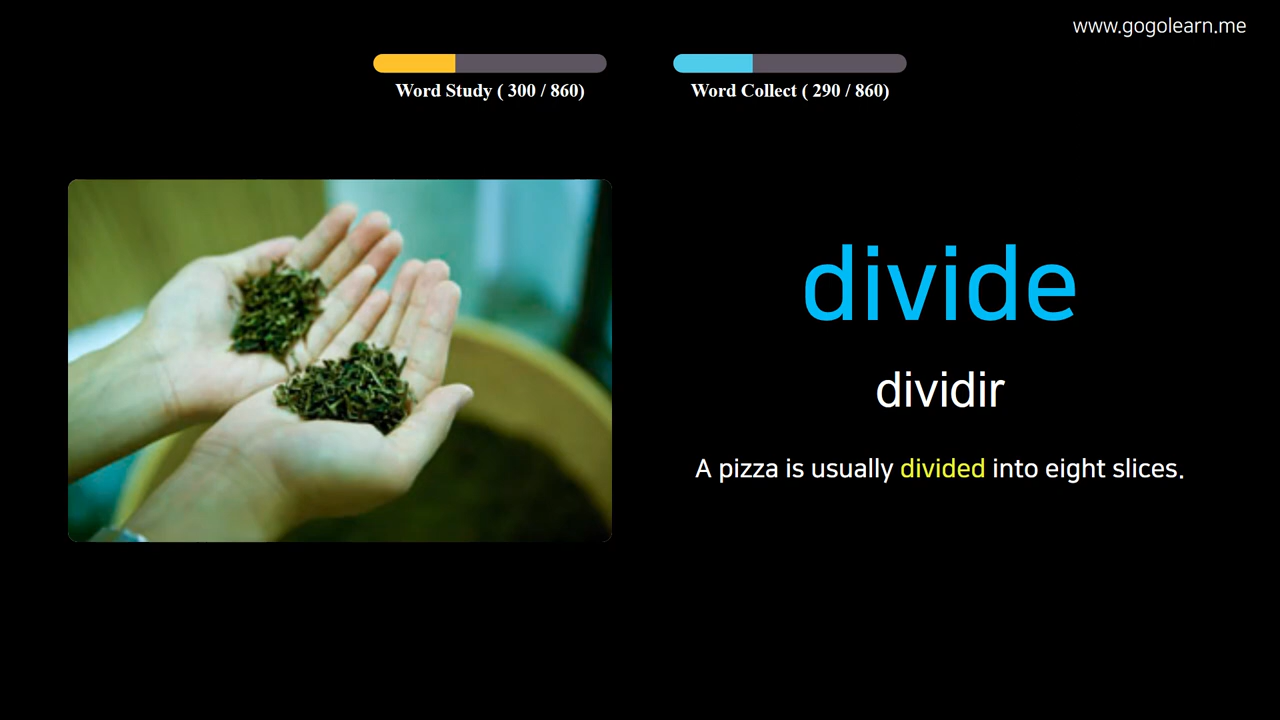 www.gogolearn.me
Word Study ( 300 / 860)
Word Collect ( 290 / 860)
divide
dividir
A pizza is usually divided into eight slices.